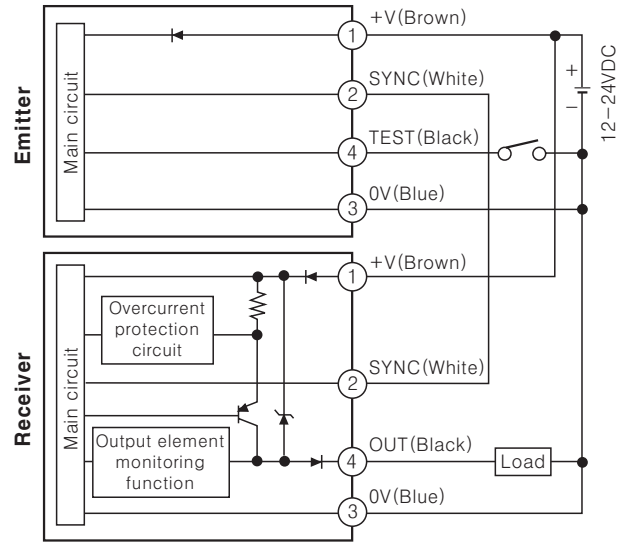 Emitter
Main circuit
1
+V(Brown)
2
SYNC(White)
4
TEST(Black)
3
0V(Blue)
+
−
12−24VDC
Receiver
Main circuit
Overcurrent
protection
circuit
Output element
monitoring
function
1
+V(Brown)
2
SYNC(White)
4
OUT(Black)
Load
3
0V(Blue)